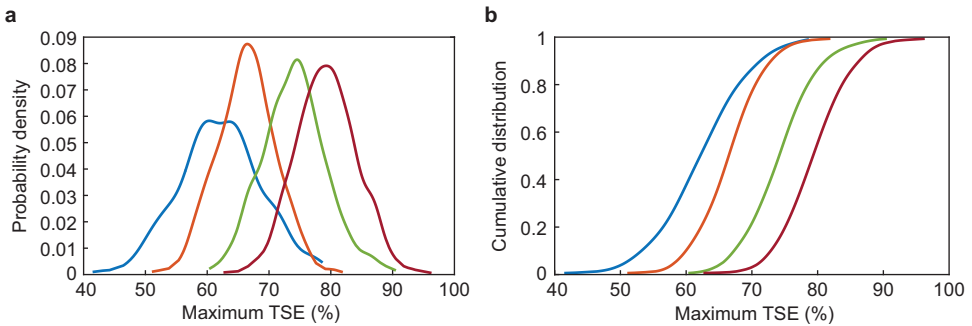 a
0.09
0.08
0.07
0.06
0.05
0.04
0.03
0.02
0.01
0
Probability density
40 50 60 70 80 90 100
Maximum TSE (%)
b
1
0.8
0.6
0.4
0.2
0
Cumulative distribution
40 50 60 70 80 90 100
Maximum TSE (%)